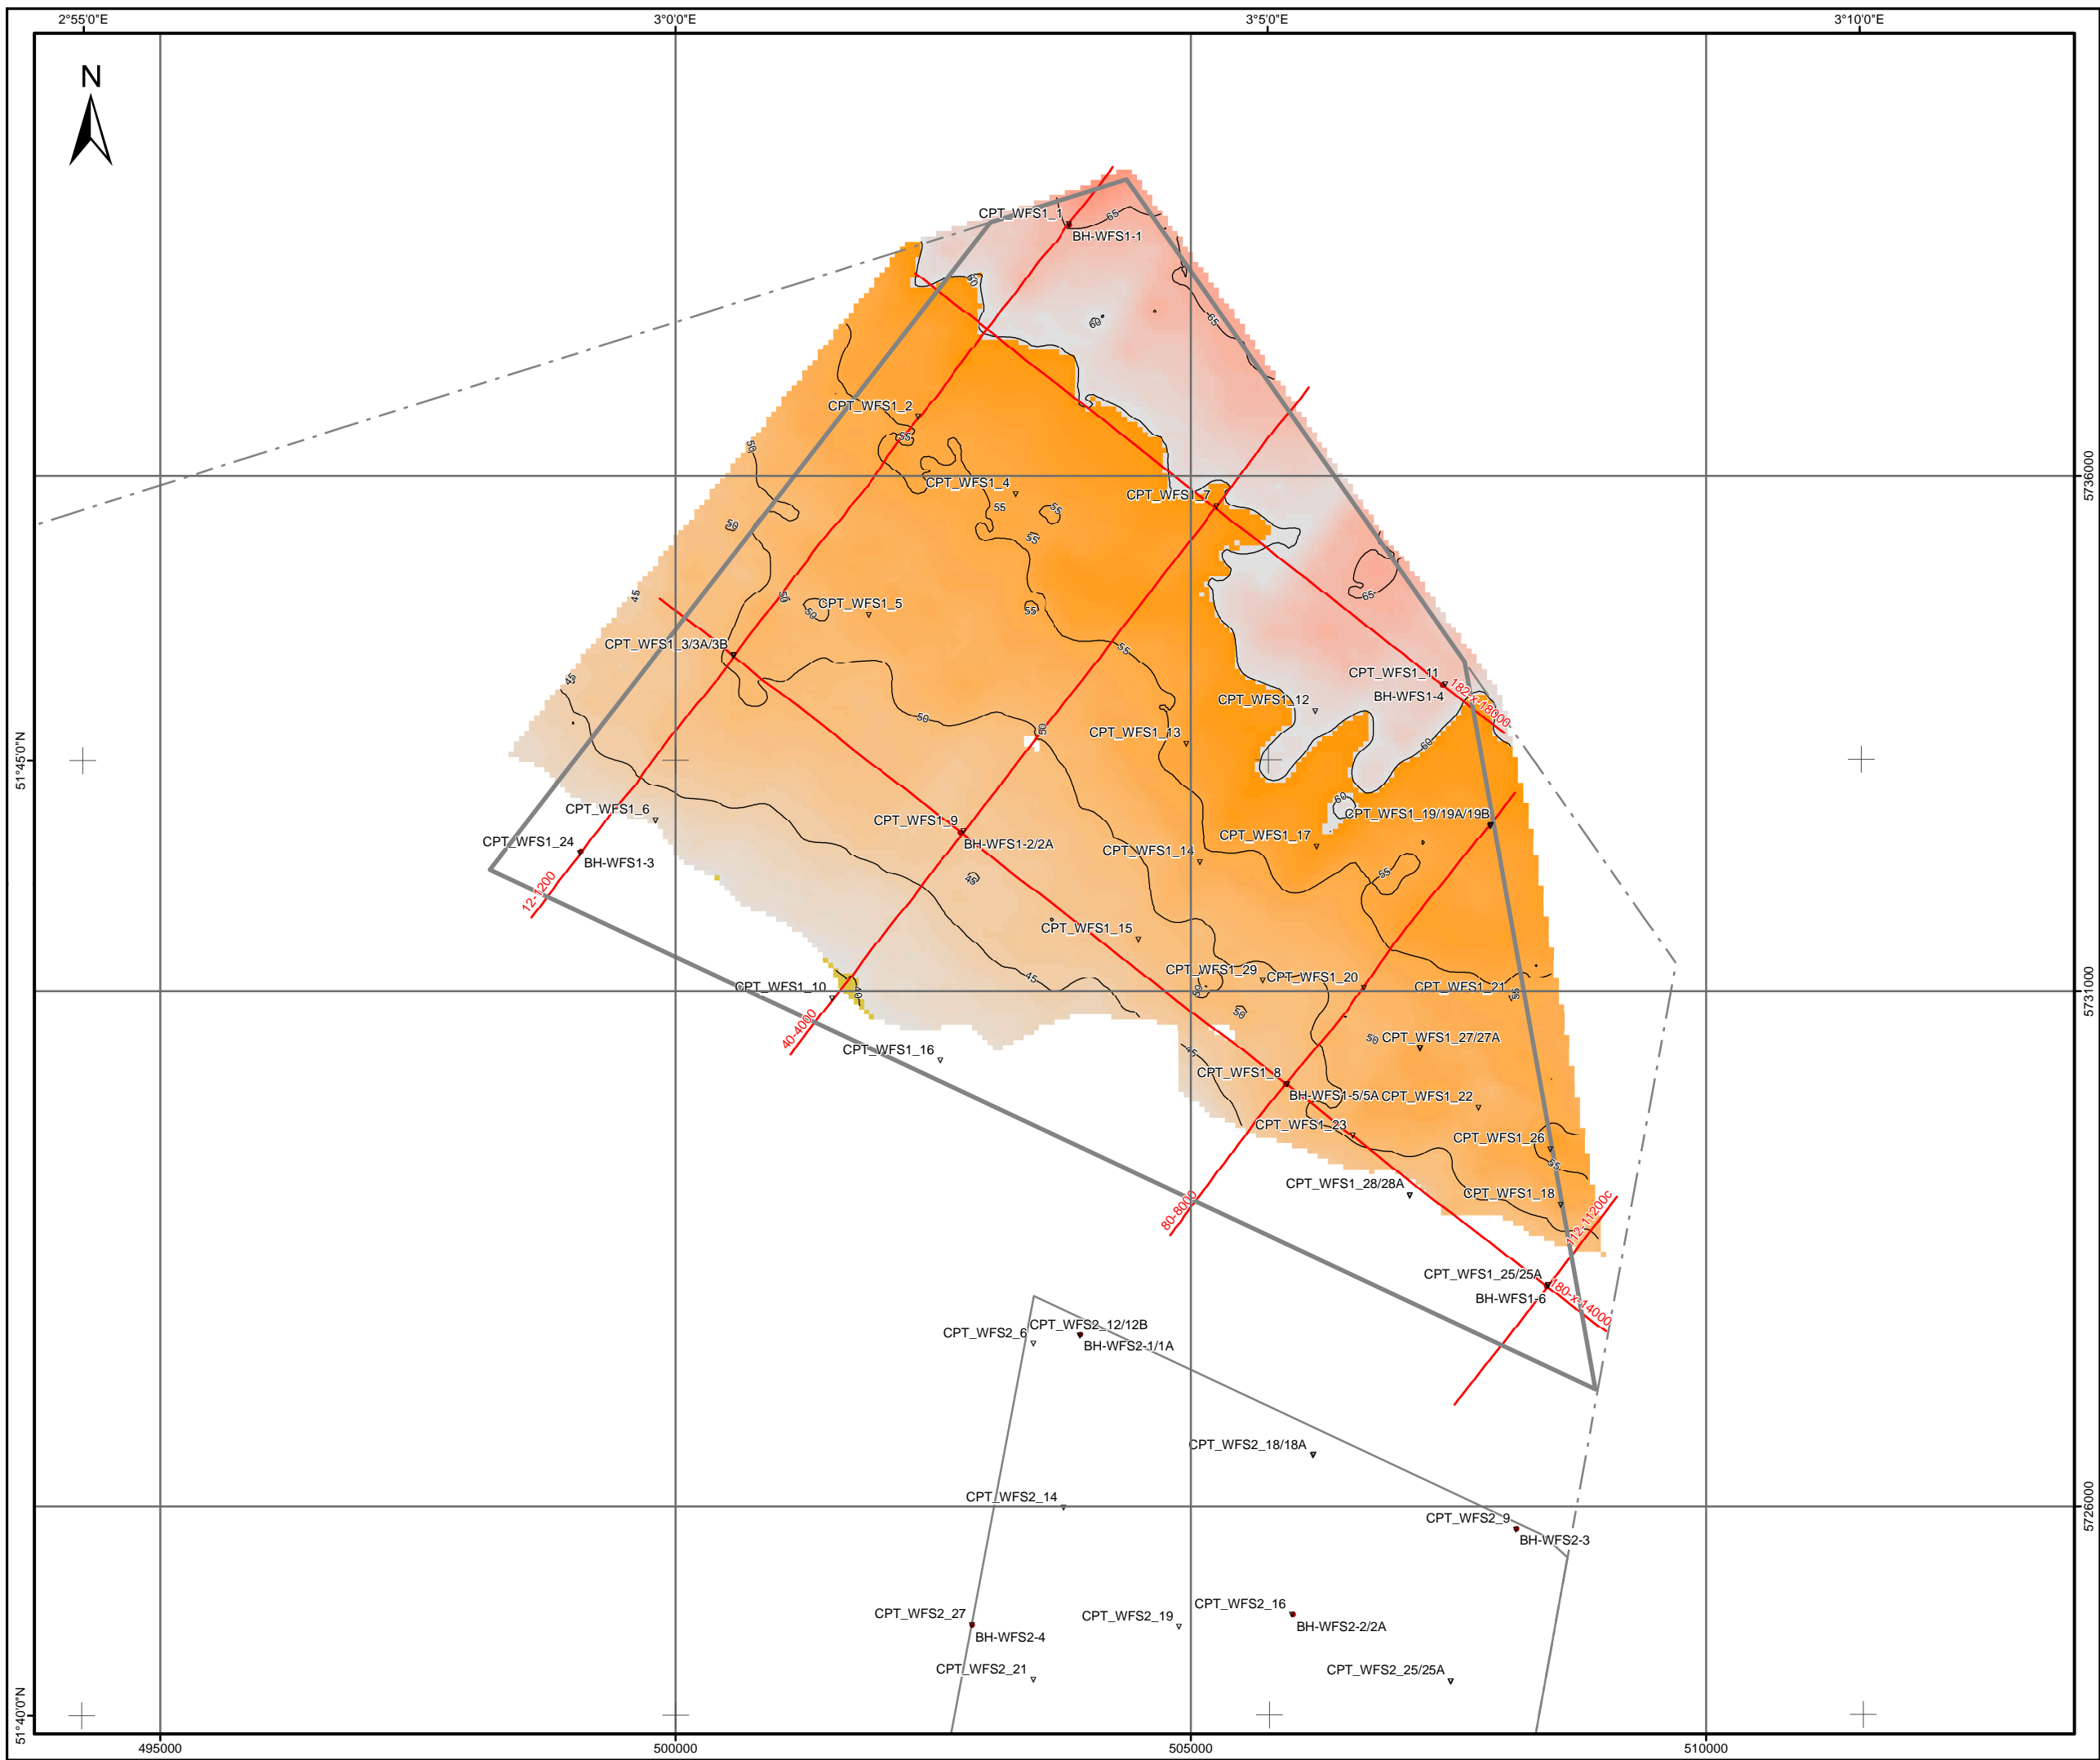 2°55'0"E 3°0'0"E 3°5'0"E 3°10'0"E
N
CPT_WFS1_1
65
BH-WFS1-1
60
65
60
CPT_WFS1_2
55
50
CPT_WFS1_4
CPT_WFS1_7
5736000
55
55
50
55
45
50
50
CPT_WFS1_5
55
65
CPT_WFS1_3/3A/3B
55
45
CPT_WFS1_11
182-x-18000
BH-WFS1-4
CPT_WFS1_12
50
50
CPT_WFS1_13
60
51°45'0"N
60
CPT_WFS1_6
CPT_WFS1_19/19A/19B
CPT_WFS1_9
CPT_WFS1_24
BH-WFS1-2/2A
CPT_WFS1_17
CPT_WFS1_14
BH-WFS1-3
45
55
12-1200
CPT_WFS1_15
CPT_WFS1_29
CPT_WFS1_20
45
CPT_WFS1_10
40
50
CPT_WFS1_21
55
5731000
50
40-4000
50
CPT_WFS1_27/27A
CPT_WFS1_16
45
CPT_WFS1_8
BH-WFS1-5/5A
CPT_WFS1_22
CPT_WFS1_23
CPT_WFS1_26
55
CPT_WFS1_28/28A
CPT_WFS1_18
80-8000
112-11200c
CPT_WFS1_25/25A
180-x-14000
BH-WFS1-6
CPT_WFS2_12/12B
CPT_WFS2_6
BH-WFS2-1/1A
CPT_WFS2_18/18A
CPT_WFS2_14
5726000
CPT_WFS2_9
BH-WFS2-3
CPT_WFS2_16
CPT_WFS2_27
CPT_WFS2_19
BH-WFS2-2/2A
BH-WFS2-4
CPT_WFS2_21
CPT_WFS2_25/25A
51°40'0"N
495000 500000 505000 510000